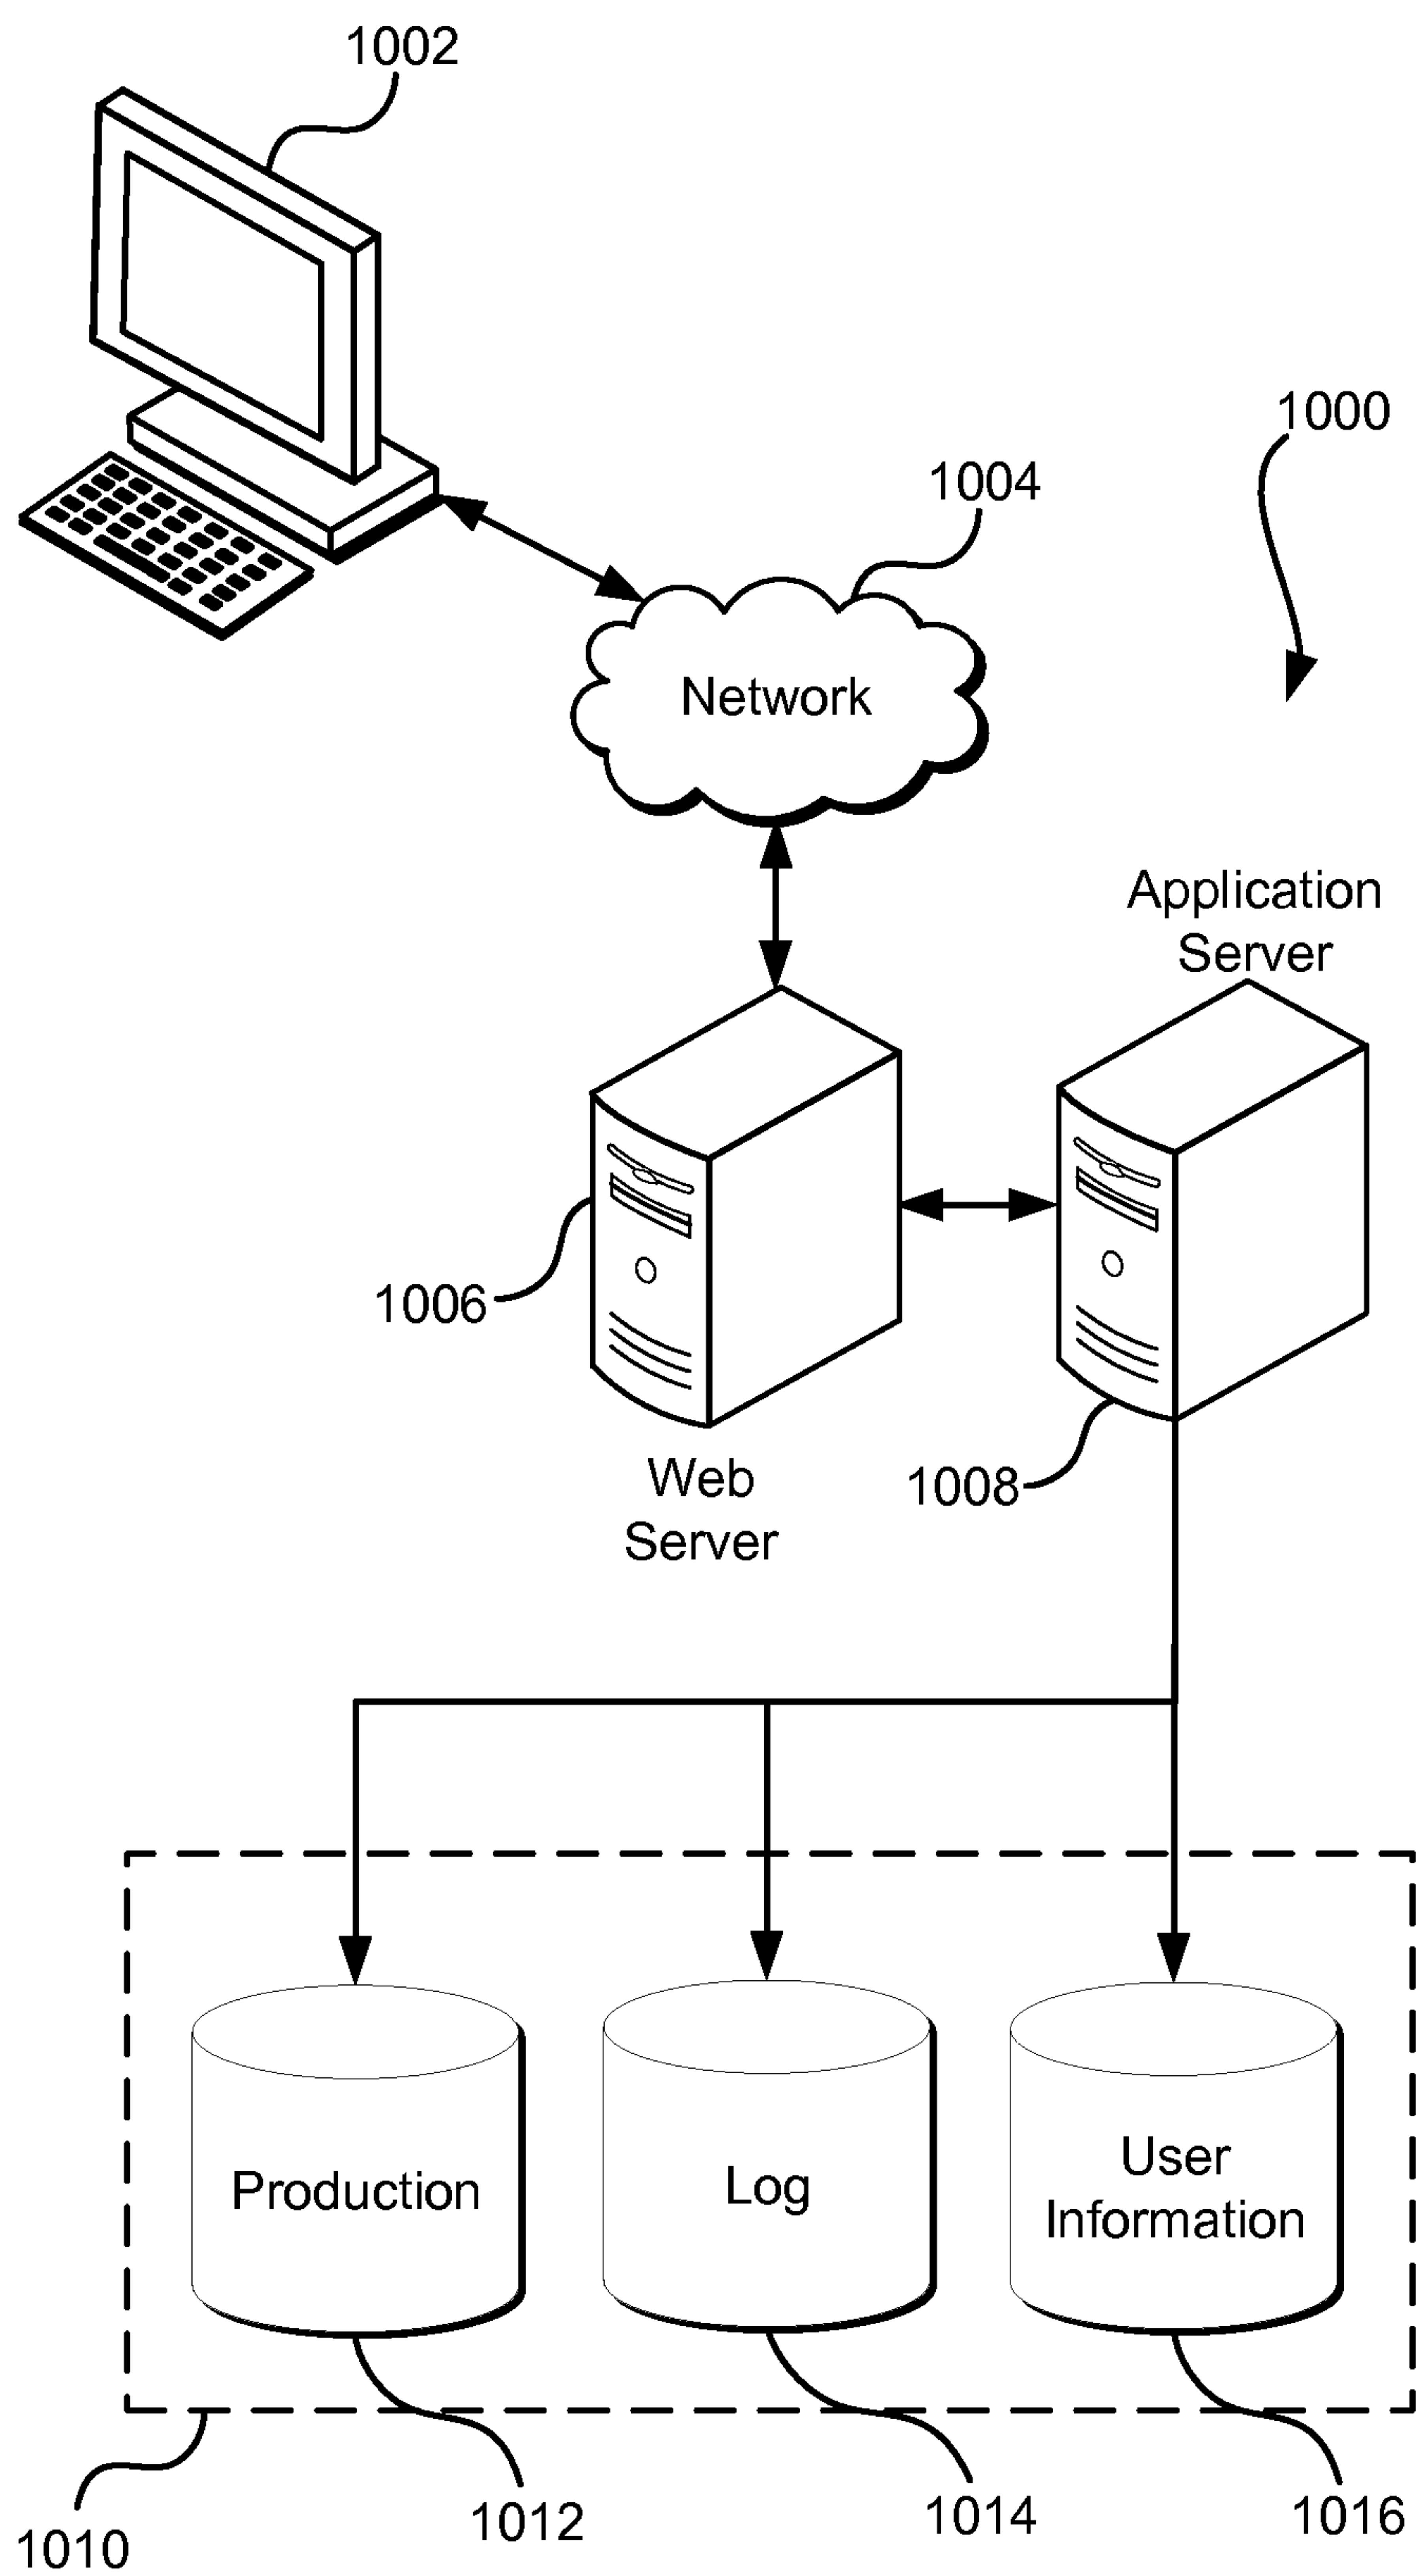 1002
1000
1004
Network
Application
Server
1006
Web
Server
1008
Production
Log
User
Information
1010
1012
1014
1016